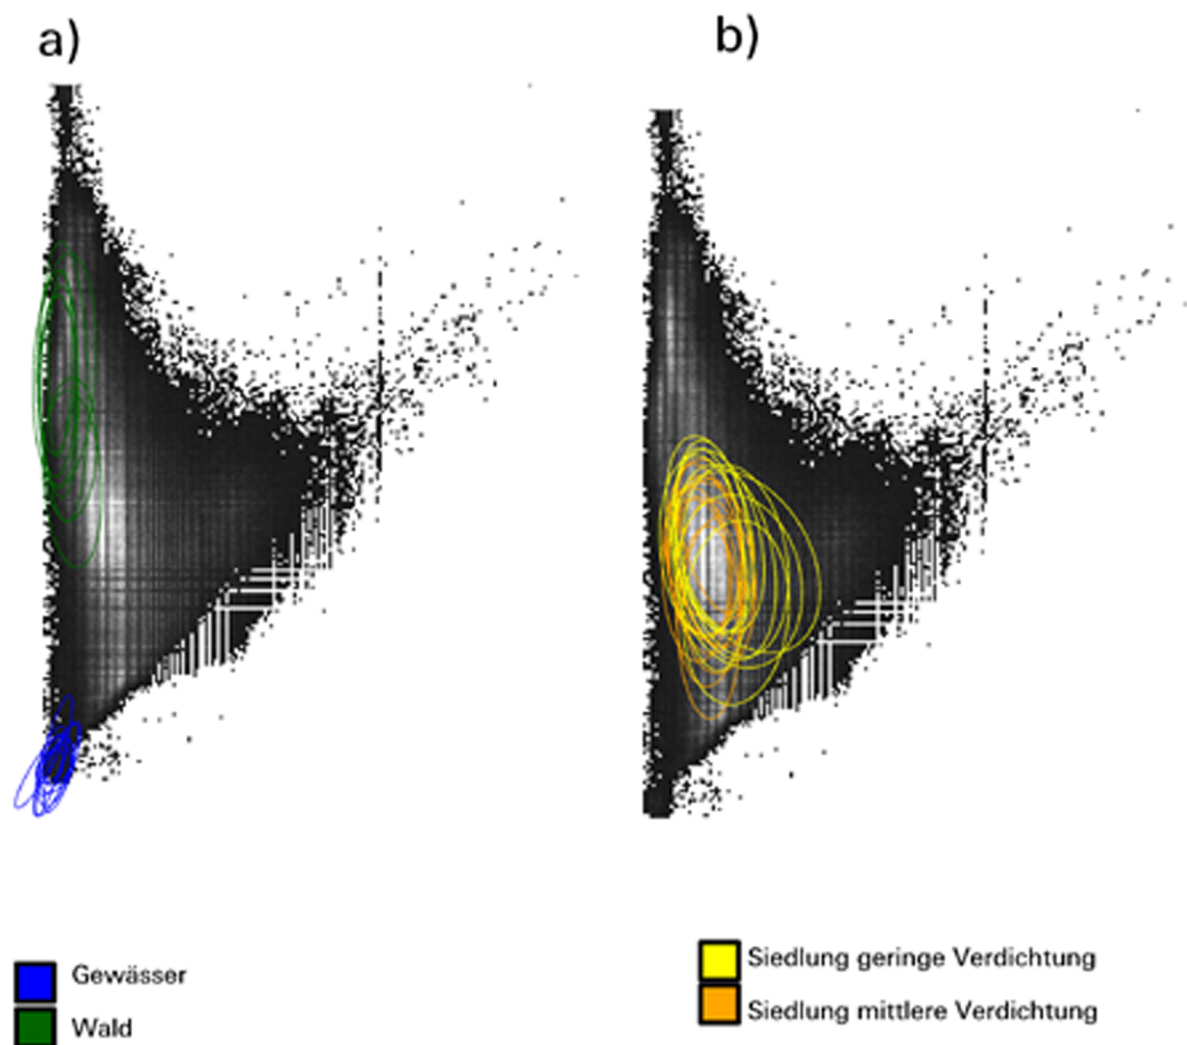 a)
b)
Gewässer
Wald
Siedlung geringe Verdichtung
Siedlung mittlere Verdichtung